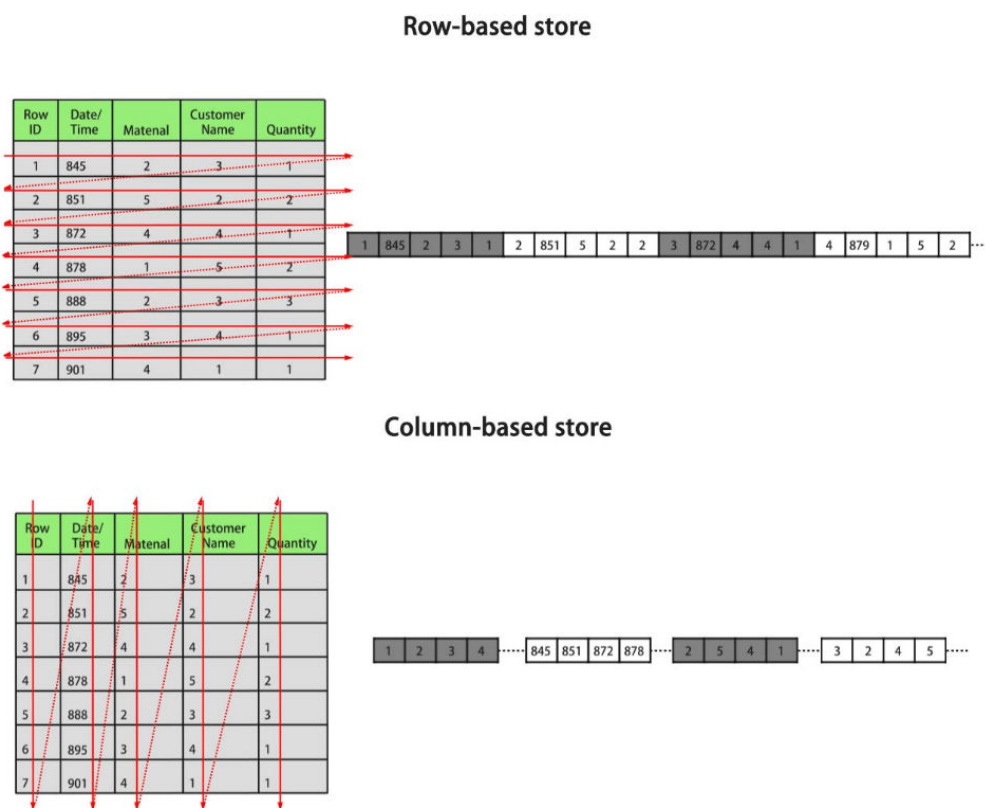 Row-based store
Row ID Date/Time Matenal Customer Name Quantity
1 845 2 3 1
2 851 5 2 2
3 872 4 4 1
4 878 1 5 2
5 888 2 3 3
6 895 3 4 1
7 901 4 1 1
1 845 2 3 1 2 851 5 2 2 3 872 4 4 1 4 879 1 5 2 ...
Column-based store
Row ID Date/Time Matenal Customer Name Quantity
1 845 2 3 1
2 851 5 2 2
3 872 4 4 1
4 878 1 5 2
5 888 2 3 3
6 895 3 4 1
7 901 4 1 1
1 2 3 4 845 851 872 878 2 5 4 1 3 2 4 5